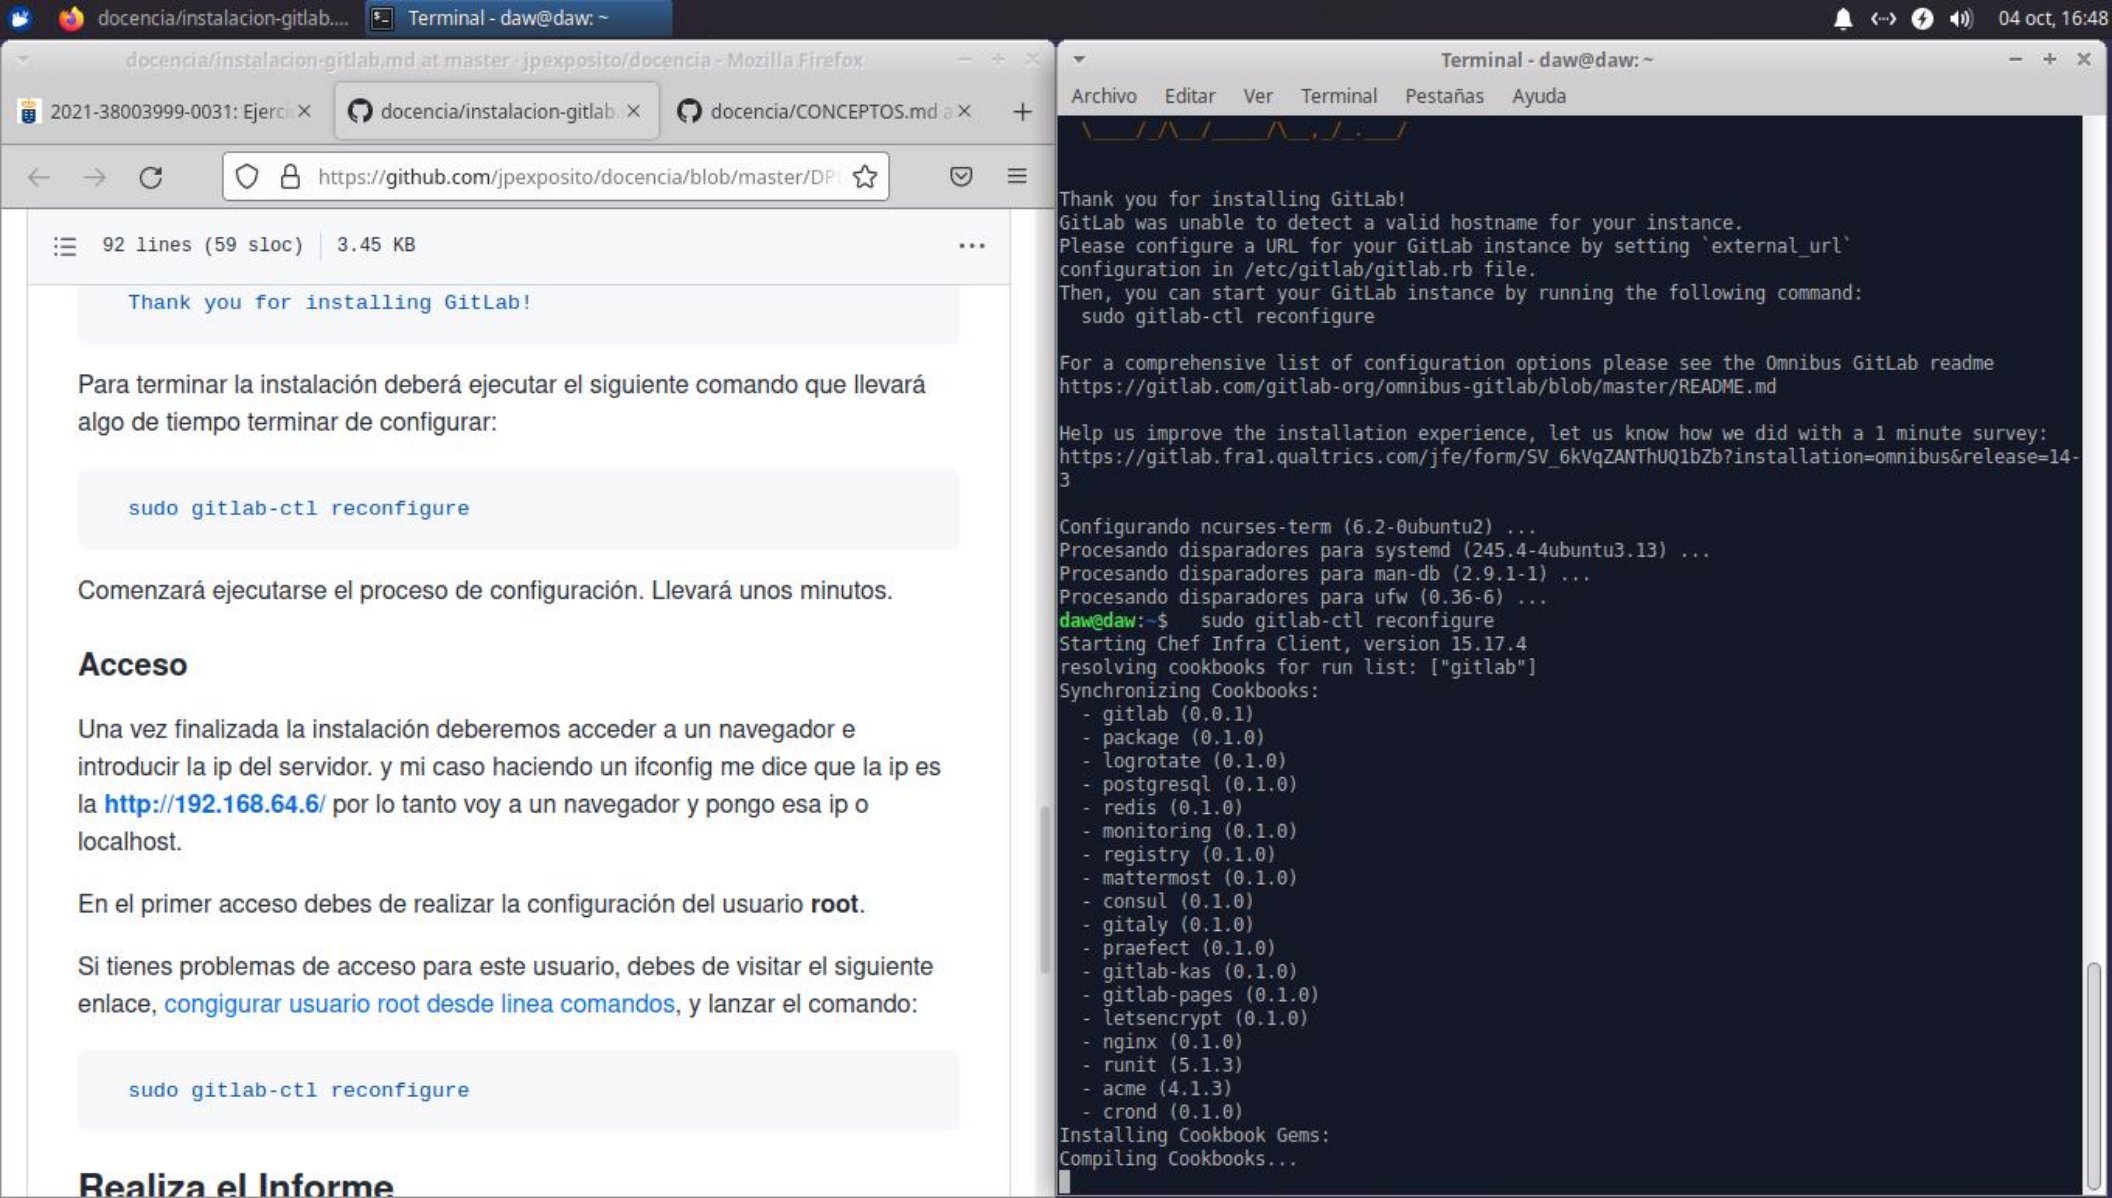 docencia/instalacion-gitlab....
Terminal - daw@daw: ~
04 oct, 16:48
docencia/instalacion-gitlab.md at master · jpexposito/docencia - Mozilla Firefox
2021-38003999-0031: Ejerci
docencia/instalacion-gitlab.
docencia/CONCEPTOS.md a
https://github.com/jpexposito/docencia/blob/master/DP
92 lines (59 sloc)
3.45 KB
Thank you for installing GitLab!
Para terminar la instalación deberá ejecutar el siguiente comando que llevará
algo de tiempo terminar de configurar:
sudo gitlab-ctl reconfigure
Comenzará ejecutarse el proceso de configuración. Llevará unos minutos.
Acceso
Una vez finalizada la instalación deberemos acceder a un navegador e
introducir la ip del servidor. y mi caso haciendo un ifconfig me dice que la ip es
la http://192.168.64.6/ por lo tanto voy a un navegador y pongo esa ip o
localhost.
En el primer acceso debes de realizar la configuración del usuario root.
Si tienes problemas de acceso para este usuario, debes de visitar el siguiente
enlace, congigurar usuario root desde linea comandos, y lanzar el comando:
sudo gitlab-ctl reconfigure
Realiza el Informe
Terminal - daw@daw: ~
Archivo Editar Ver Terminal Pestañas Ayuda
\____/_/\__/_____/\__,_/_.___/
Thank you for installing GitLab!
GitLab was unable to detect a valid hostname for your instance.
Please configure a URL for your GitLab instance by setting `external_url`
configuration in /etc/gitlab/gitlab.rb file.
Then, you can start your GitLab instance by running the following command:
sudo gitlab-ctl reconfigure
For a comprehensive list of configuration options please see the Omnibus GitLab readme
https://gitlab.com/gitlab-org/omnibus-gitlab/blob/master/README.md
Help us improve the installation experience, let us know how we did with a 1 minute survey:
https://gitlab.fra1.qualtrics.com/jfe/form/SV_6kVqZANThUQ1bZb?installation=omnibus&release=14-
3
Configurando ncurses-term (6.2-0ubuntu2) ...
Procesando disparadores para systemd (245.4-4ubuntu3.13) ...
Procesando disparadores para man-db (2.9.1-1) ...
Procesando disparadores para ufw (0.36-6) ...
daw@daw:~$   sudo gitlab-ctl reconfigure
Starting Chef Infra Client, version 15.17.4
resolving cookbooks for run list: ["gitlab"]
Synchronizing Cookbooks:
- gitlab (0.0.1)
- package (0.1.0)
- logrotate (0.1.0)
- postgresql (0.1.0)
- redis (0.1.0)
- monitoring (0.1.0)
- registry (0.1.0)
- mattermost (0.1.0)
- consul (0.1.0)
- gitaly (0.1.0)
- praefect (0.1.0)
- gitlab-kas (0.1.0)
- gitlab-pages (0.1.0)
- letsencrypt (0.1.0)
- nginx (0.1.0)
- runit (5.1.3)
- acme (4.1.3)
- crond (0.1.0)
Installing Cookbook Gems:
Compiling Cookbooks...